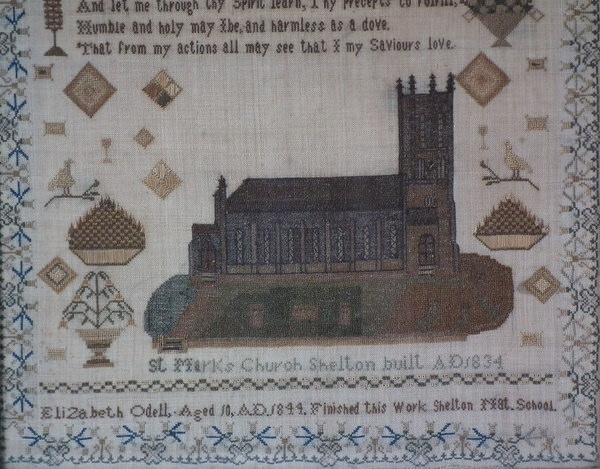 And let me through thy Spirit learn, Thy precepts to fulfill,
Humble and holy may I be, and harmless as a dove.
That from my actions all may see that I my Saviours love.
St Marks Church Shelton built AD1834
EliZabeth Odell, Aged 10, A.D.1844. Finished this Work Shelton Nat. School.